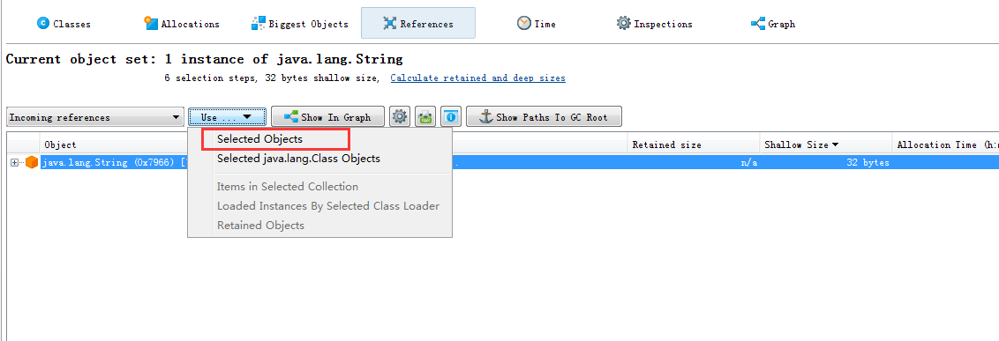 Classes Allocations Biggest Objects References Time Inspections Graph
Current object set: 1 instance of java.lang.String
6 selection steps, 32 bytes shallow size, Calculate retained and deep sizes
Incoming references Use ... Show In Graph Show Paths To GC Root
Object Retained size Shallow Size Allocation Time (h:
java.lang.String (0x7966) [ . n/a 32 bytes
Selected Objects
Selected java.lang.Class Objects
Items in Selected Collection
Loaded Instances By Selected Class Loader
Retained Objects